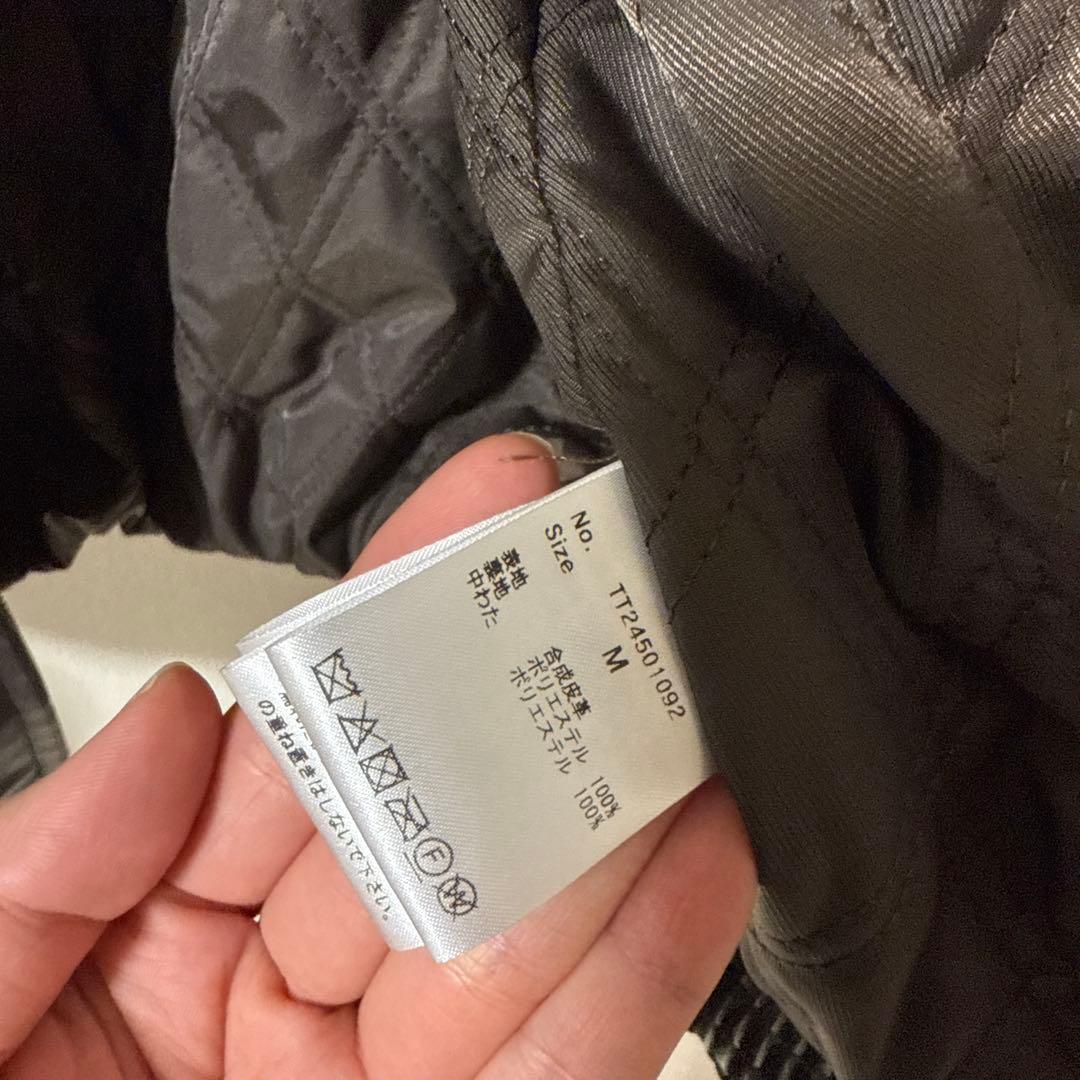 No. TT24501092
Size M
表地 合成皮革
裏地 ポリエステル 100%
中わた ポリエステル 100%
F
W
の重ね着きはしないで下さい。